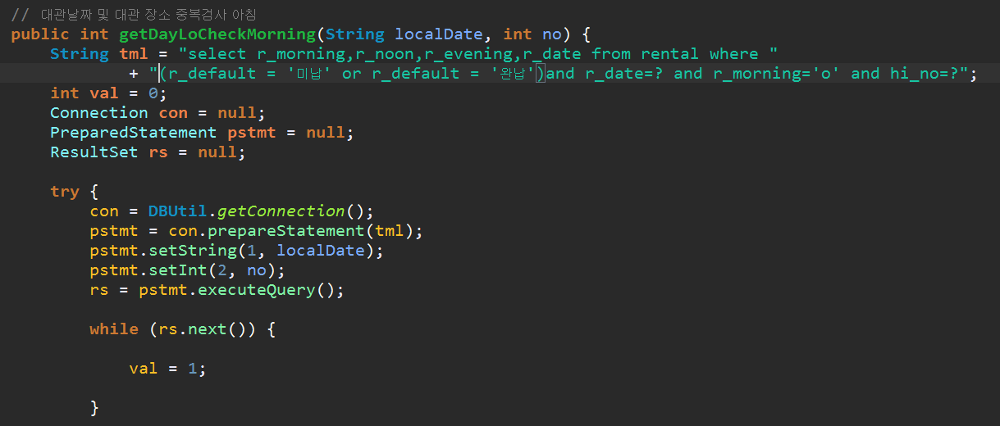 // 대관날짜 및 대관 장소 중복검사 아침
public int getDayLoCheckMorning(String localDate, int no) {
String tml = "select r_morning,r_noon,r_evening,r_date from rental where "
+ "(r_default = '미납' or r_default = '완납')and r_date=? and r_morning='o' and hi_no=?";
int val = 0;
Connection con = null;
PreparedStatement pstmt = null;
ResultSet rs = null;
try {
con = DBUtil.getConnection();
pstmt = con.prepareStatement(tml);
pstmt.setString(1, localDate);
pstmt.setInt(2, no);
rs = pstmt.executeQuery();
while (rs.next()) {
val = 1;
}